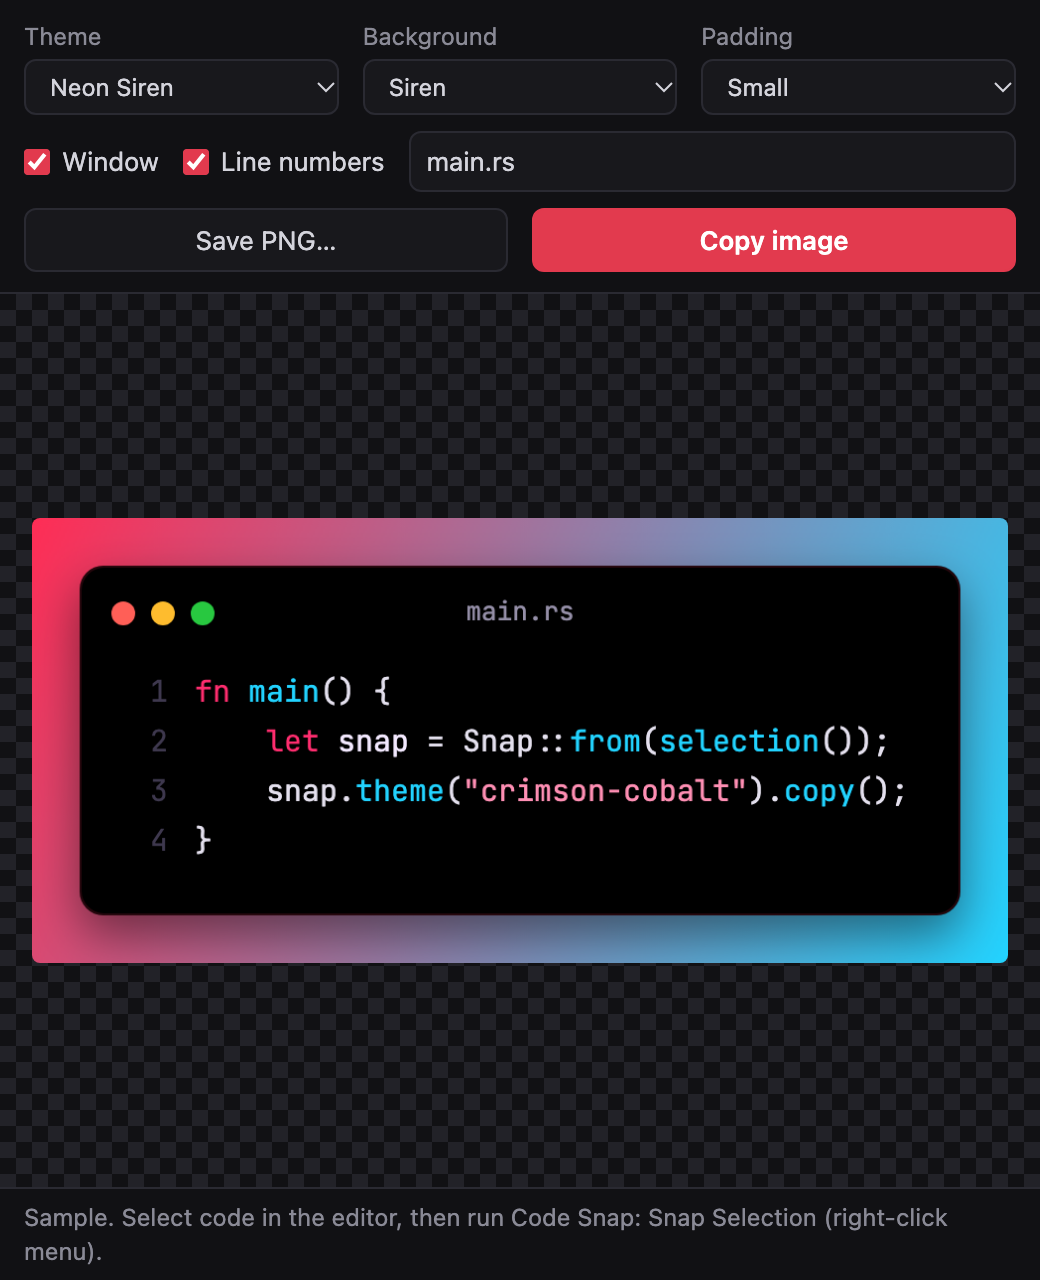 Theme Background Padding
Neon Siren Siren Small
Window Line numbers main.rs
Save PNG... Copy image
main.rs
1 fn main() {
2     let snap = Snap::from(selection());
3     snap.theme("crimson-cobalt").copy();
4 }
Sample. Select code in the editor, then run Code Snap: Snap Selection (right-click
menu).